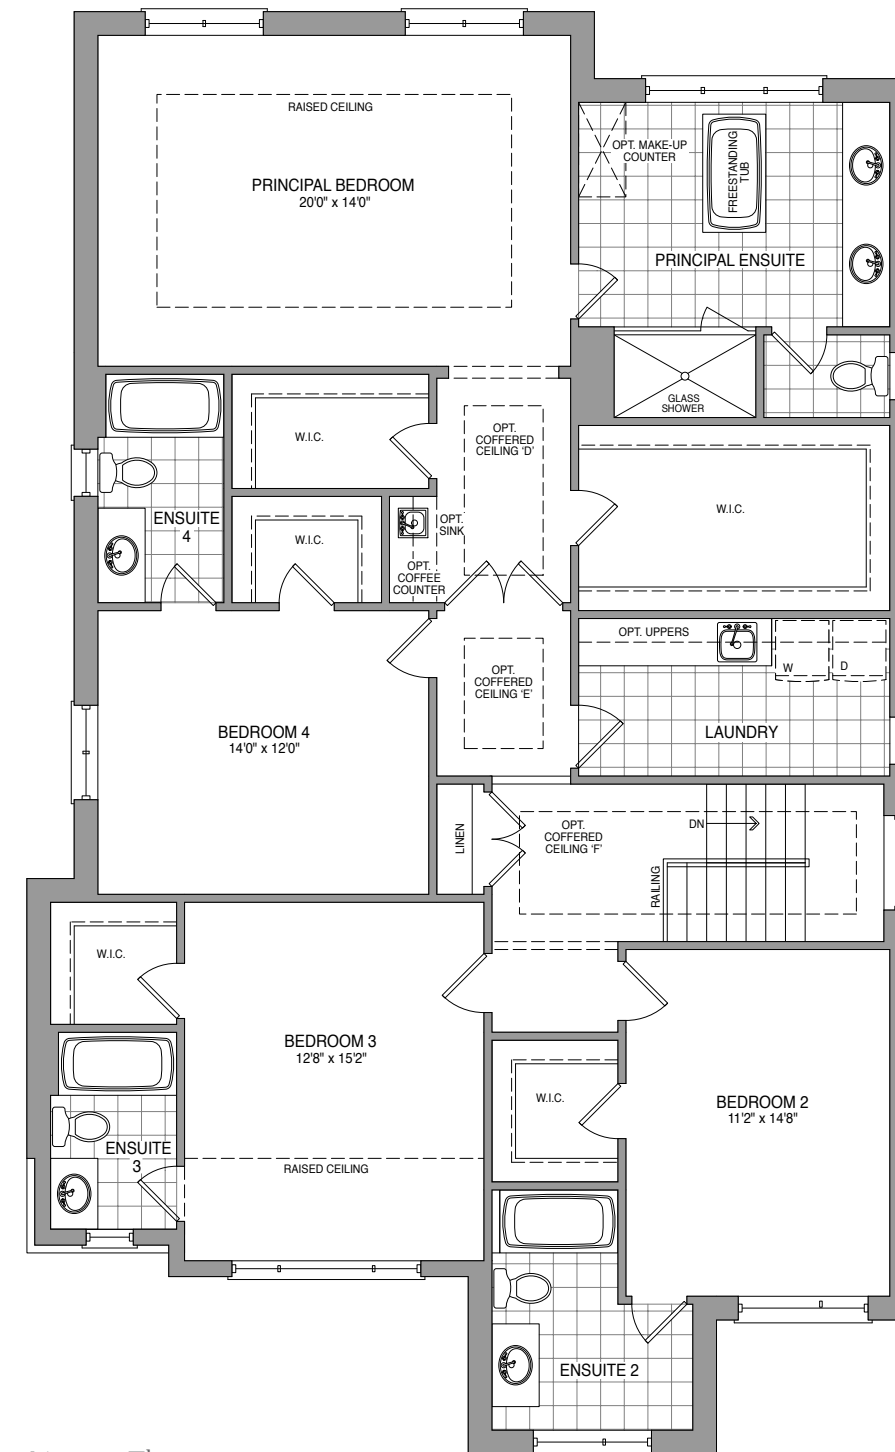 RAISED CEILING
PRINCIPAL BEDROOM
20'0" x 14'0"
OPT. MAKE-UP
COUNTER
FREESTANDING
TUB
PRINCIPAL ENSUITE
GLASS
SHOWER
W.I.C.
OPT.
COFFERED
CEILING 'D'
W.I.C.
ENSUITE
4
W.I.C.
OPT.
SINK
OPT.
COFFEE
COUNTER
OPT. UPPERS
W
D
OPT.
COFFERED
CEILING 'E'
LAUNDRY
BEDROOM 4
14'0" x 12'0"
LINEN
OPT.
COFFERED
CEILING 'F'
DN
RAILING
W.I.C.
BEDROOM 3
12'8" x 15'2"
W.I.C.
BEDROOM 2
11'2" x 14'8"
ENSUITE
3
RAISED CEILING
ENSUITE 2